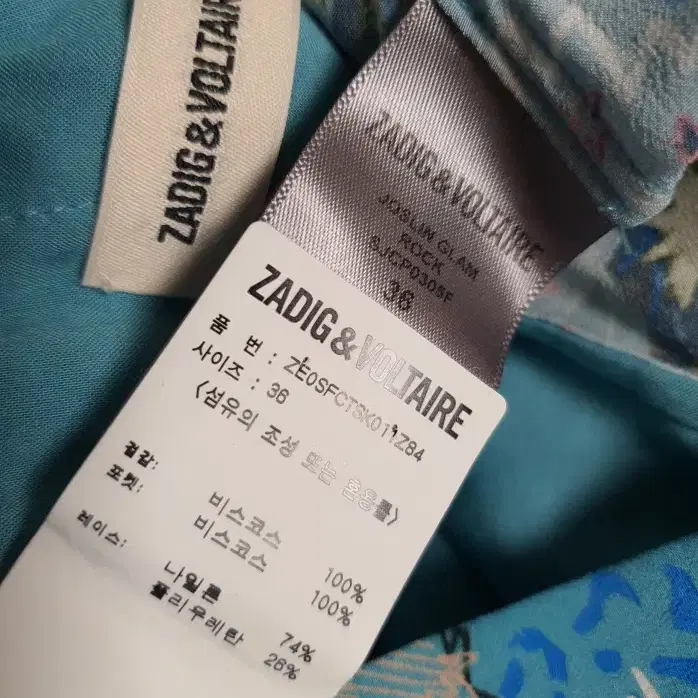 ZADIG&VOLTAIRE
ZADIG&VOLTAIRE
JOSLIN GLAM
ROCK
SJCP0305F
36
ZADIG&VOLTAIRE
품 번 : ZE0SFCTSK011Z84
사이즈 : 36
<섬유의 조성 또는 혼용률>
겉감: 비스코스 100%
포켓: 비스코스 100%
레이스: 나일론 74%
폴리우레탄 26%